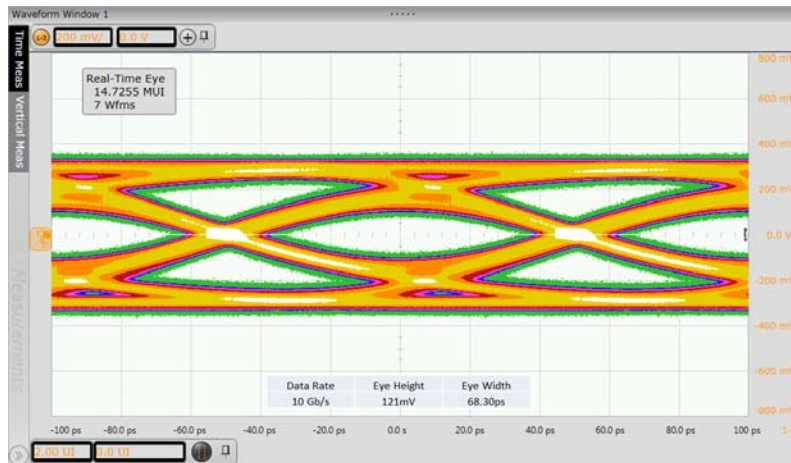 Waveform Window 1
Time Meas
Vertical Meas
Measurements
1-3
200 mV/
0.0 V
Real-Time Eye
14.7255 MUI
7 Wfms
800 mV
600 mV
400 mV
200 mV
0.0 V
-200 mV
-400 mV
-600 mV
-800 mV
Data Rate Eye Height Eye Width
10 Gb/s 121mV 68.30ps
-100 ps -80.0 ps -60.0 ps -40.0 ps -20.0 ps 0.0 s 20.0 ps 40.0 ps 60.0 ps 80.0 ps 100 ps
2.00 UI/
0.0 UI